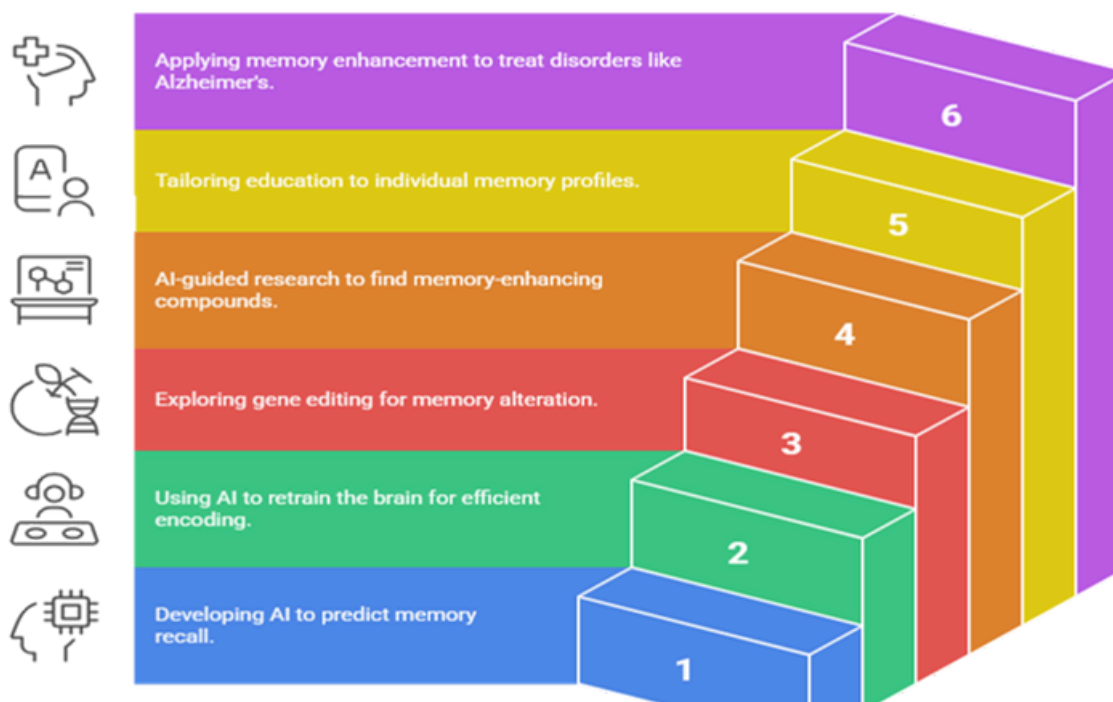 Applying memory enhancement to treat disorders like
Alzheimer's.
6
A
Tailoring education to individual memory profiles.
5
AI-guided research to find memory-enhancing
compounds.
4
Exploring gene editing for memory alteration.
3
Using AI to retrain the brain for efficient
encoding.
2
Developing AI to predict memory
recall.
1